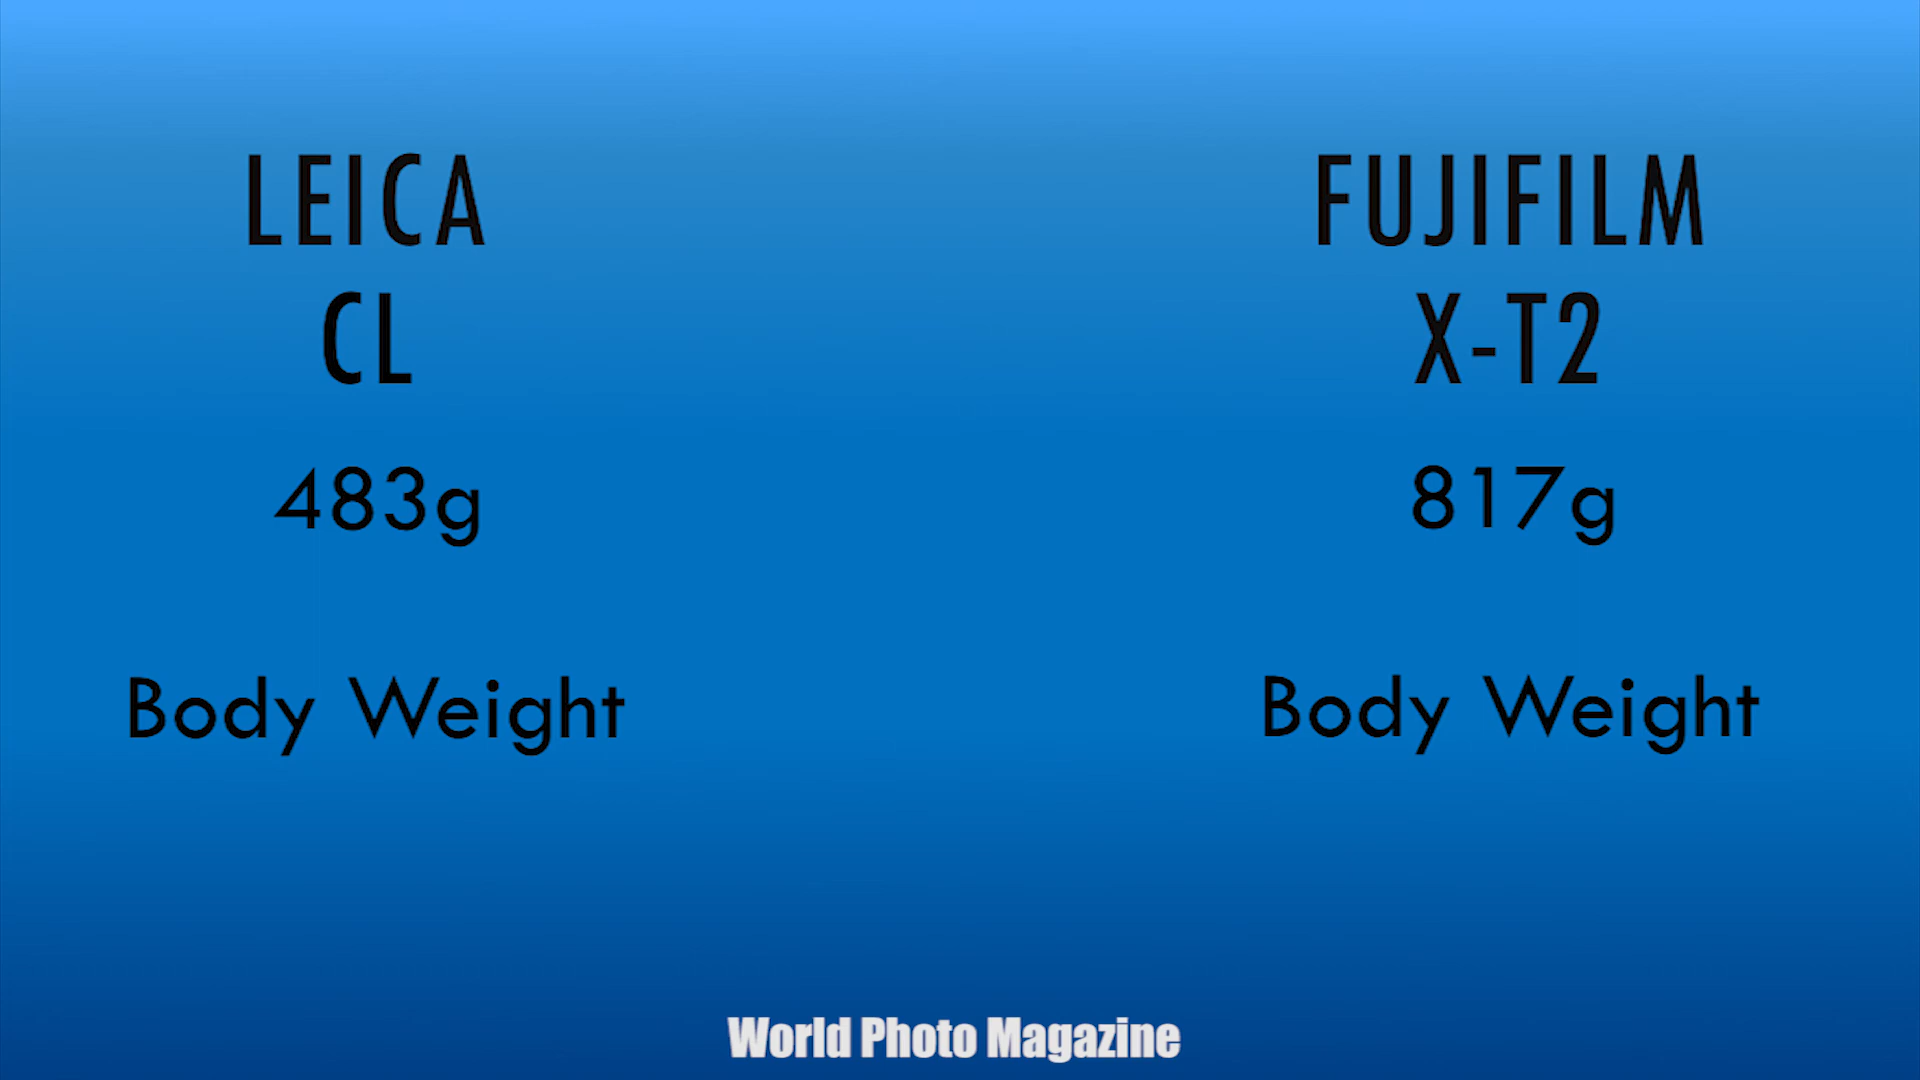 LEICA
CL
483g
Body Weight
FUJIFILM
X-T2
817g
Body Weight
World Photo Magazine